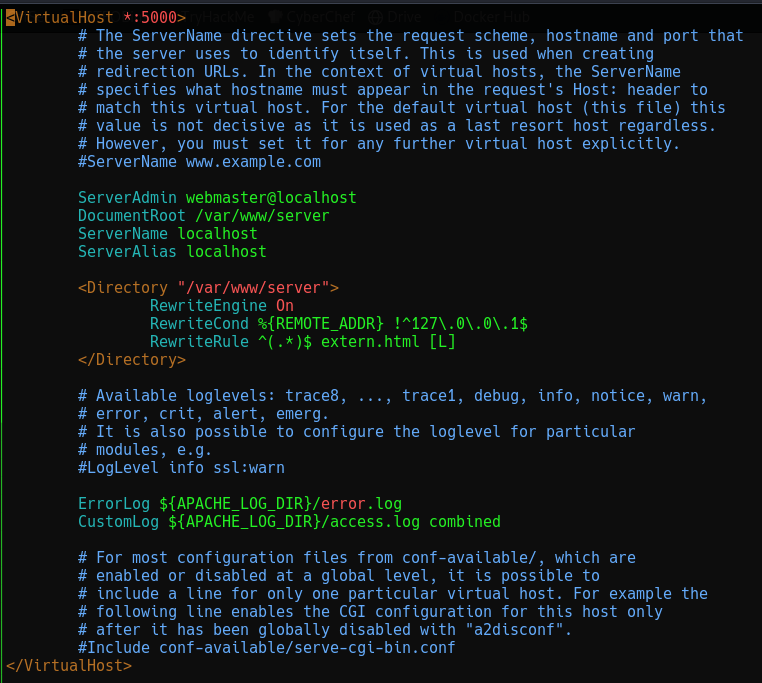 TryHackMe CyberChef Drive Docker Hub
<VirtualHost *:5000>
# The ServerName directive sets the request scheme, hostname and port that
# the server uses to identify itself. This is used when creating
# redirection URLs. In the context of virtual hosts, the ServerName
# specifies what hostname must appear in the request's Host: header to
# match this virtual host. For the default virtual host (this file) this
# value is not decisive as it is used as a last resort host regardless.
# However, you must set it for any further virtual host explicitly.
#ServerName www.example.com
ServerAdmin webmaster@localhost
DocumentRoot /var/www/server
ServerName localhost
ServerAlias localhost
<Directory "/var/www/server">
RewriteEngine On
RewriteCond %{REMOTE_ADDR} !^127\.0\.0\.1$
RewriteRule ^(.*)$ extern.html [L]
</Directory>
# Available loglevels: trace8, ..., trace1, debug, info, notice, warn,
# error, crit, alert, emerg.
# It is also possible to configure the loglevel for particular
# modules, e.g.
#LogLevel info ssl:warn
ErrorLog ${APACHE_LOG_DIR}/error.log
CustomLog ${APACHE_LOG_DIR}/access.log combined
# For most configuration files from conf-available/, which are
# enabled or disabled at a global level, it is possible to
# include a line for only one particular virtual host. For example the
# following line enables the CGI configuration for this host only
# after it has been globally disabled with "a2disconf".
#Include conf-available/serve-cgi-bin.conf
</VirtualHost>